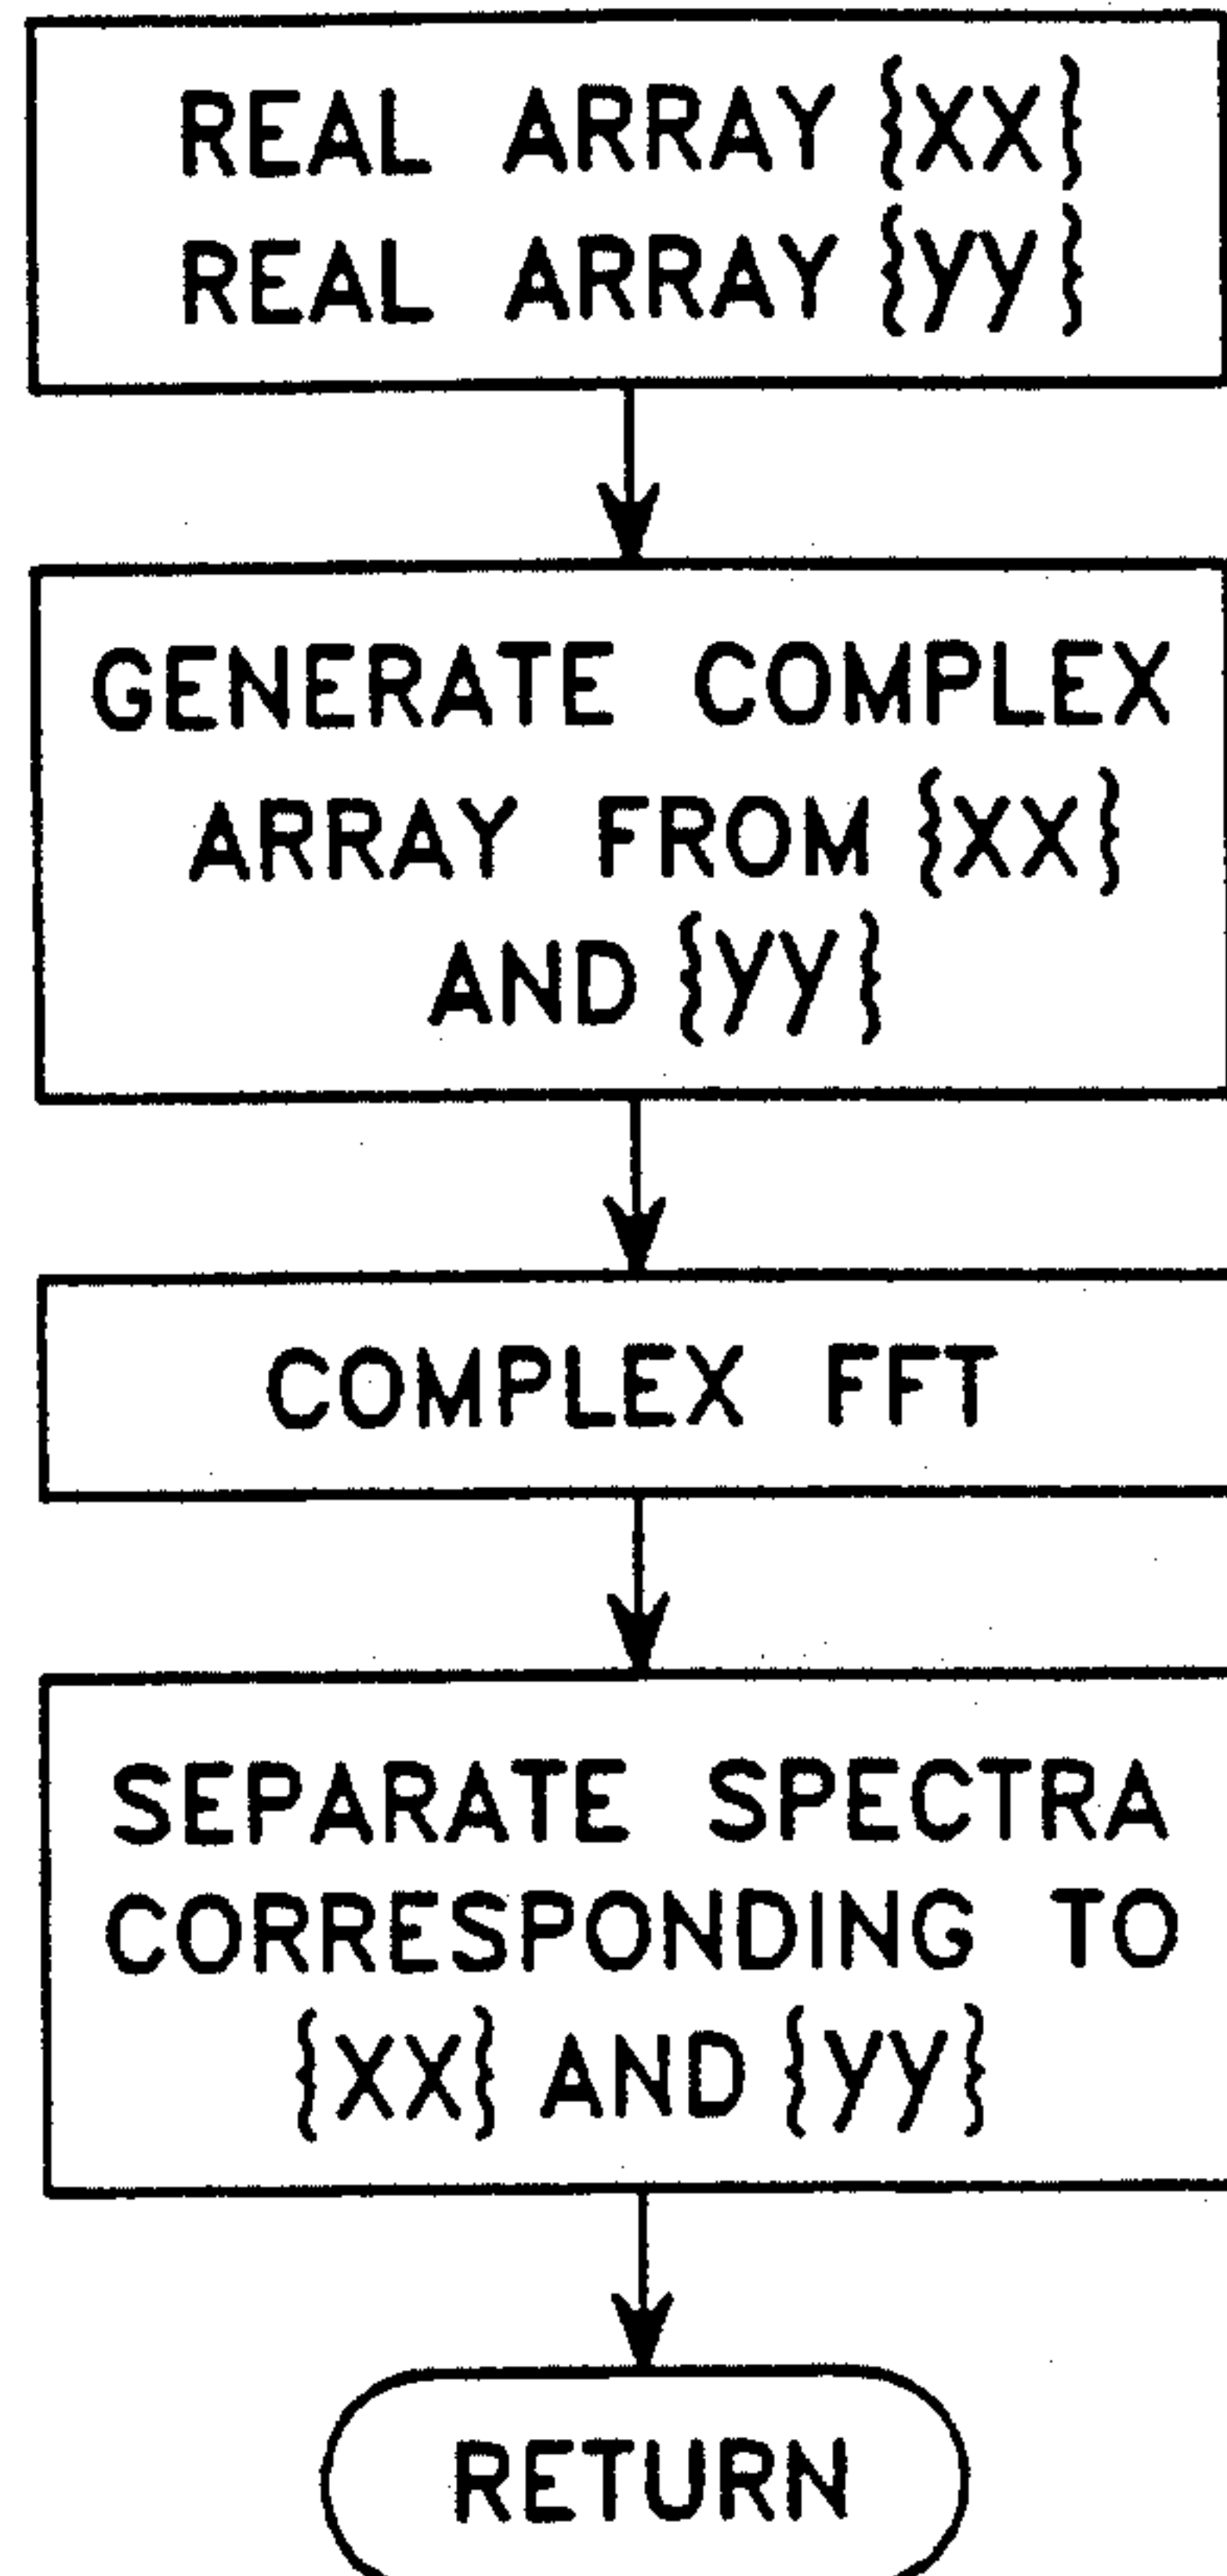 REAL ARRAY {XX}
REAL ARRAY {YY}
GENERATE COMPLEX
ARRAY FROM {XX}
AND {YY}
COMPLEX FFT
SEPARATE SPECTRA
CORRESPONDING TO
{XX} AND {YY}
RETURN